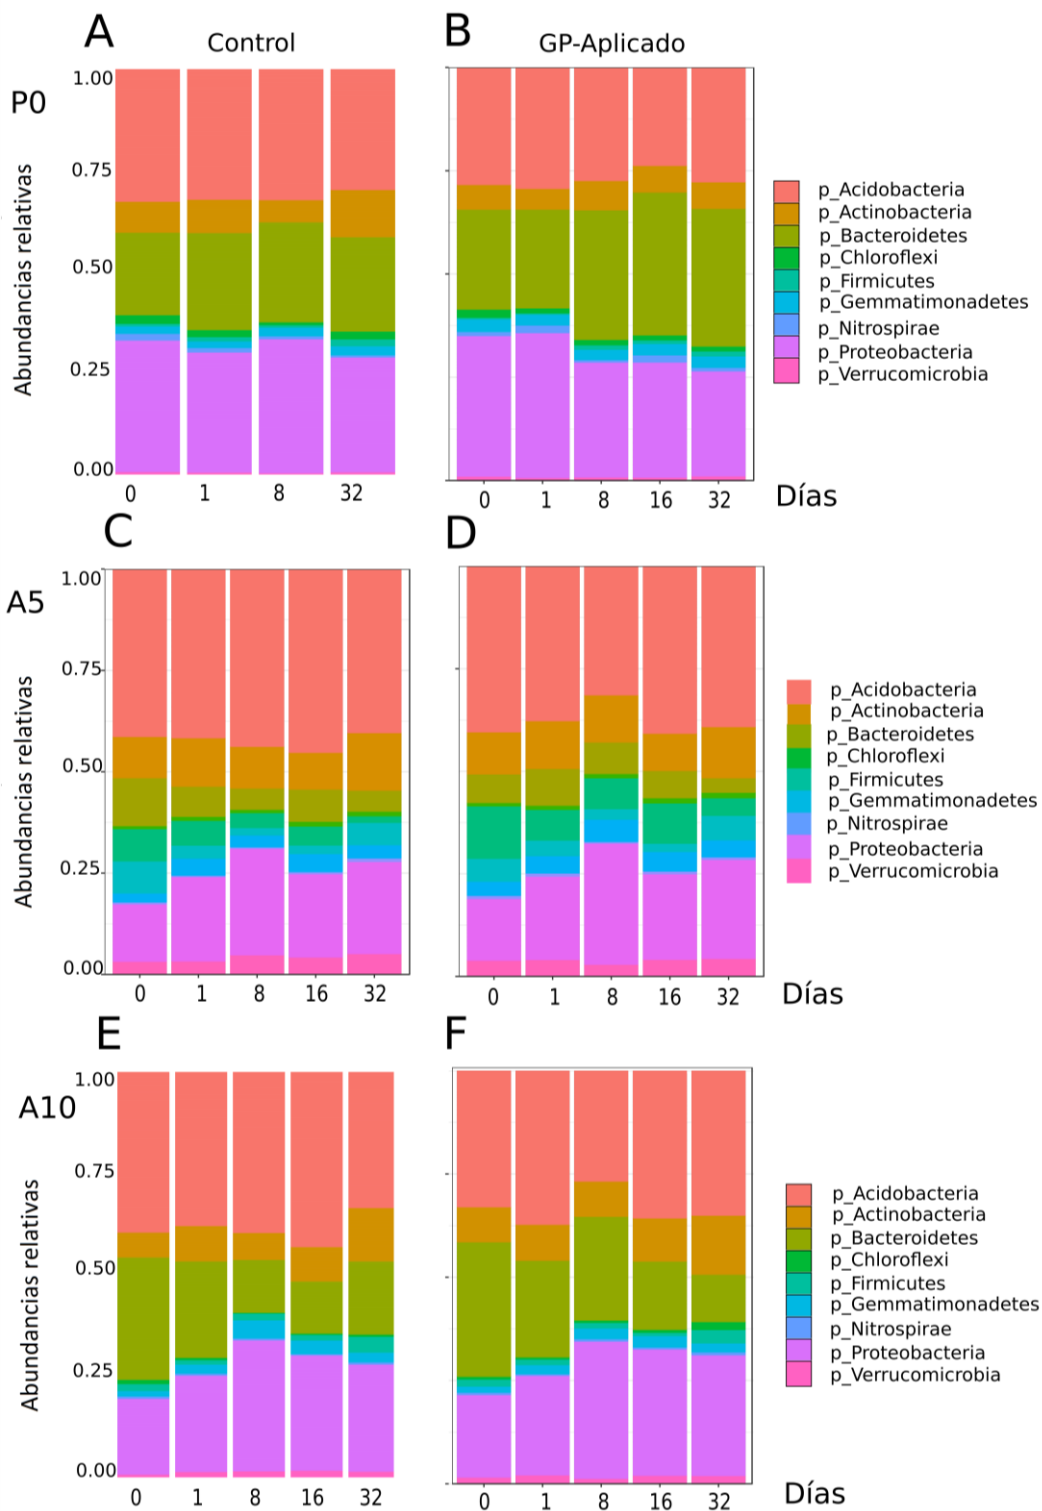 A
Control
B
GP-Aplicado
P0
Abundancias relativas
1.00
0.75
0.50
0.25
0.00
0 1 8 32
0 1 8 16 32
Días
p_Acidobacteria
p_Actinobacteria
p_Bacteroidetes
p_Chloroflexi
p_Firmicutes
p_Gemmatimonadetes
p_Nitrospirae
p_Proteobacteria
p_Verrucomicrobia
C
D
A5
Abundancias relativas
1.00
0.75
0.50
0.25
0.00
0 1 8 16 32
0 1 8 16 32
Días
p_Acidobacteria
p_Actinobacteria
p_Bacteroidetes
p_Chloroflexi
p_Firmicutes
p_Gemmatimonadetes
p_Nitrospirae
p_Proteobacteria
p_Verrucomicrobia
E
F
A10
Abundancias relativas
1.00
0.75
0.50
0.25
0.00
0 1 8 16 32
0 1 8 16 32
Días
p_Acidobacteria
p_Actinobacteria
p_Bacteroidetes
p_Chloroflexi
p_Firmicutes
p_Gemmatimonadetes
p_Nitrospirae
p_Proteobacteria
p_Verrucomicrobia